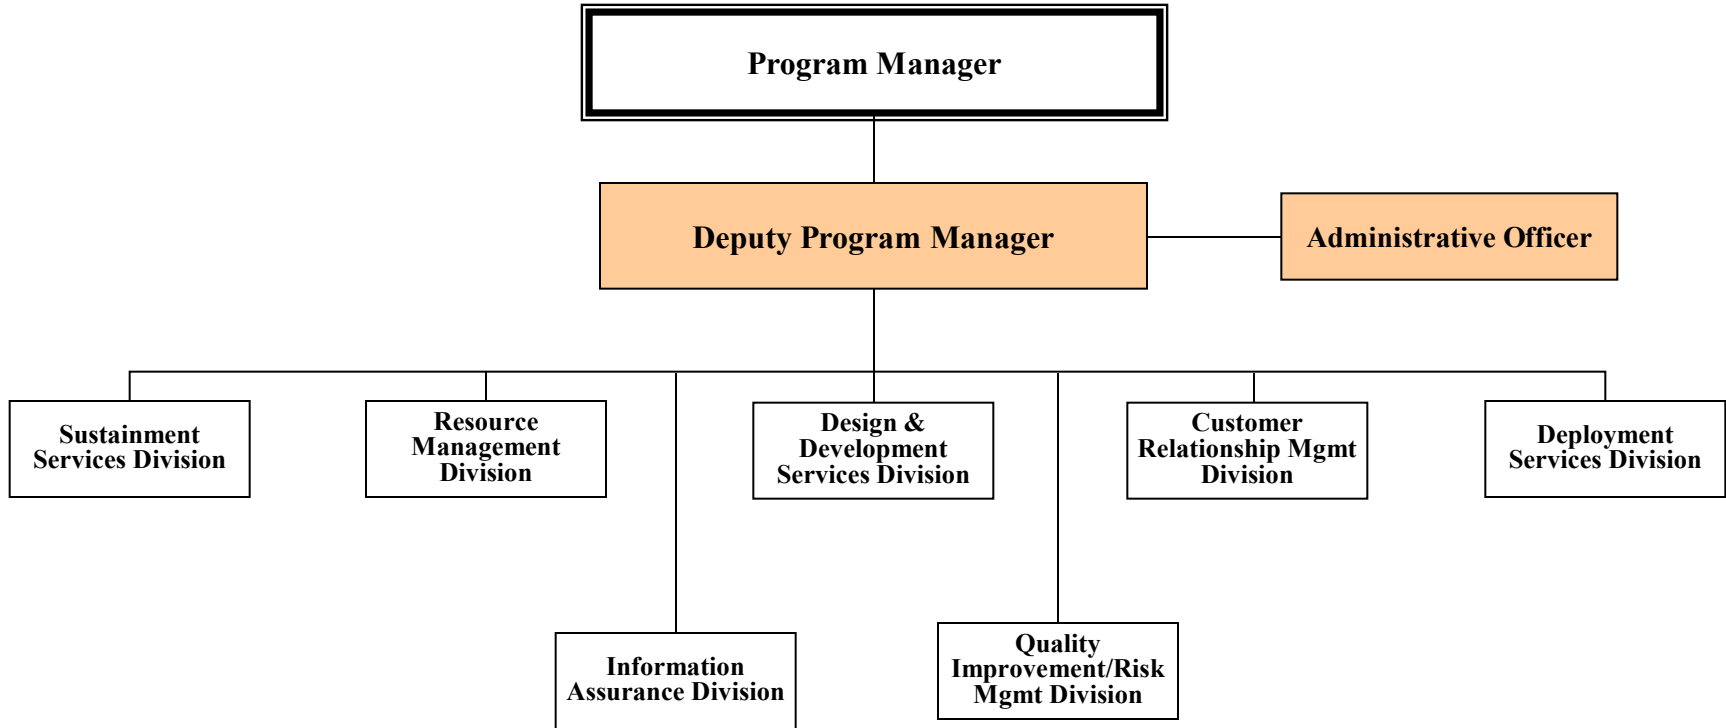 Program Manager
Deputy Program Manager
Administrative Officer
Sustainment
Services Division
Resource
Management
Division
Design &
Development
Services Division
Customer
Relationship Mgmt
Division
Deployment
Services Division
Information
Assurance Division
Quality
Improvement/Risk
Mgmt Division